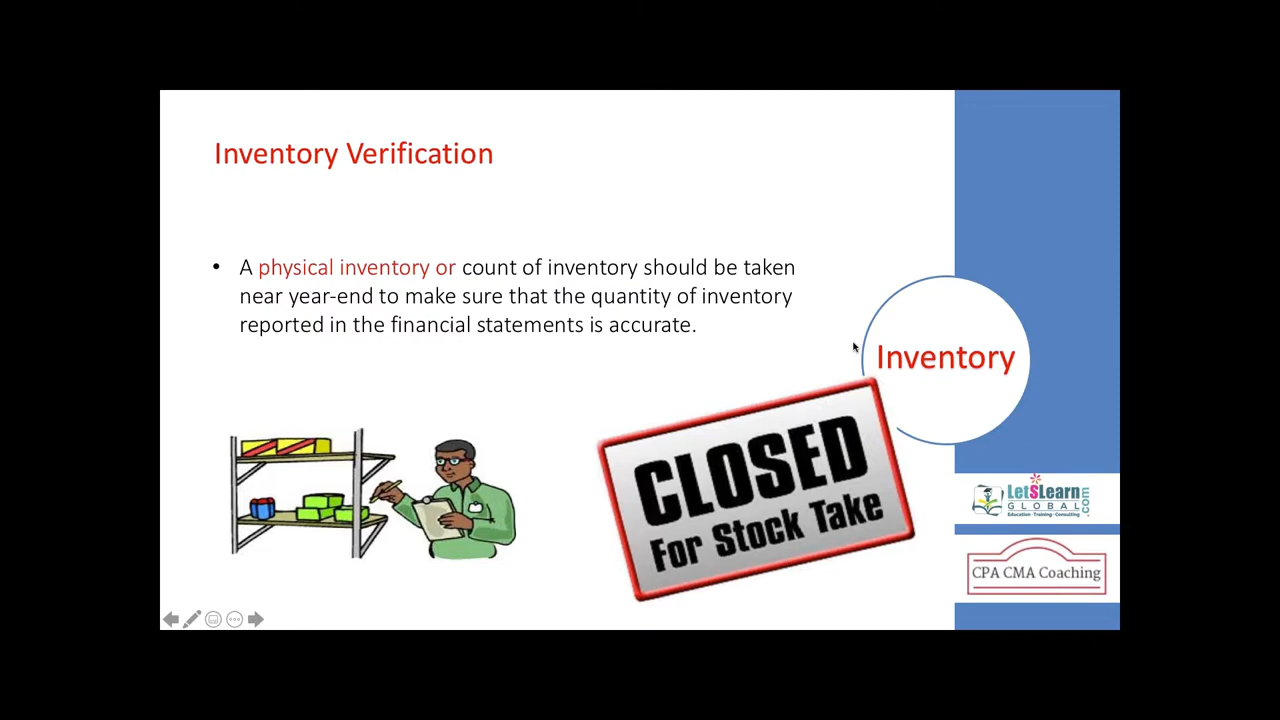 Inventory Verification
• A physical inventory or count of inventory should be taken
near year-end to make sure that the quantity of inventory
reported in the financial statements is accurate.
Inventory
CLOSED
For Stock Take
LetSLearn
GLOBAL
.com
Education • Training • Consulting
CPA CMA Coaching